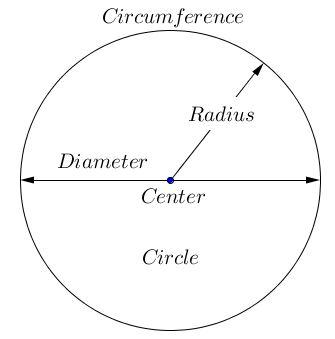 Circumference
Radius
Diameter
Center
Circle